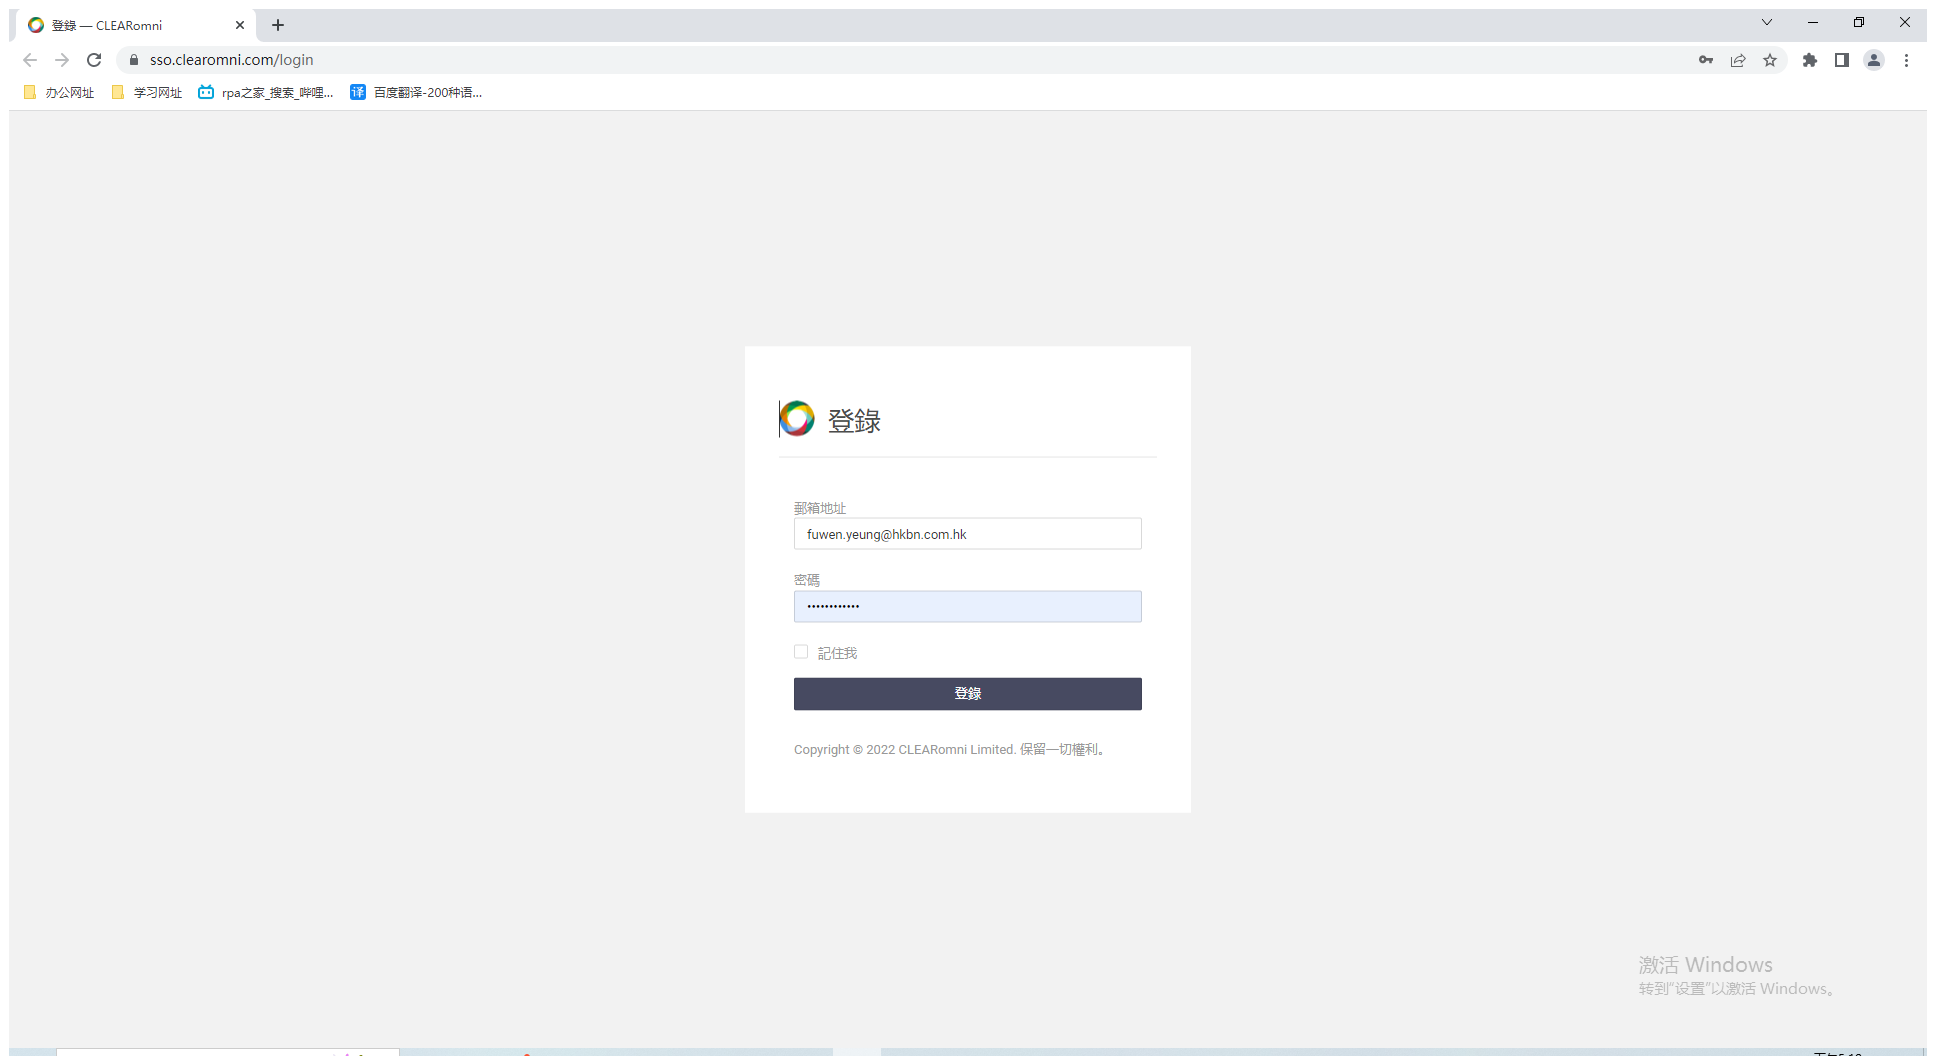 登錄 — CLEARomni
sso.clearomni.com/login
办公网址 学习网址 rpa之家_搜索_哔哩... 译 百度翻译-200种语...
登錄
郵箱地址
fuwen.yeung@hkbn.com.hk
密碼
••••••••••••
記住我
登錄
Copyright © 2022 CLEARomni Limited. 保留一切權利。
激活 Windows
转到“设置”以激活 Windows。